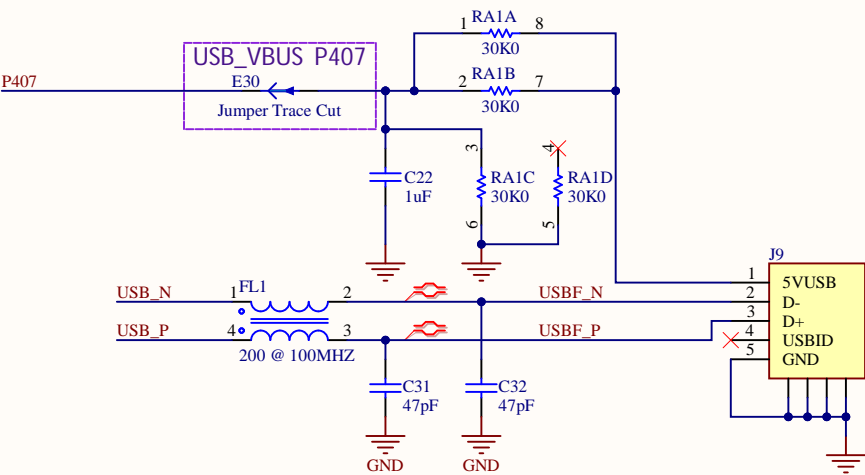 RA1A
1 8
30K0
USB_VBUS P407
P407
E30
Jumper Trace Cut
RA1B
2 7
30K0
3
4
C22
1uF
RA1C
30K0
RA1D
30K0
6
5
J9
1
5VUSB
2
D-
3
D+
4
USBID
5
GND
USB_N
1
FL1
2
USBF_N
USB_P
4
3
USBF_P
200 @ 100MHZ
C31
47pF
C32
47pF
GND
GND